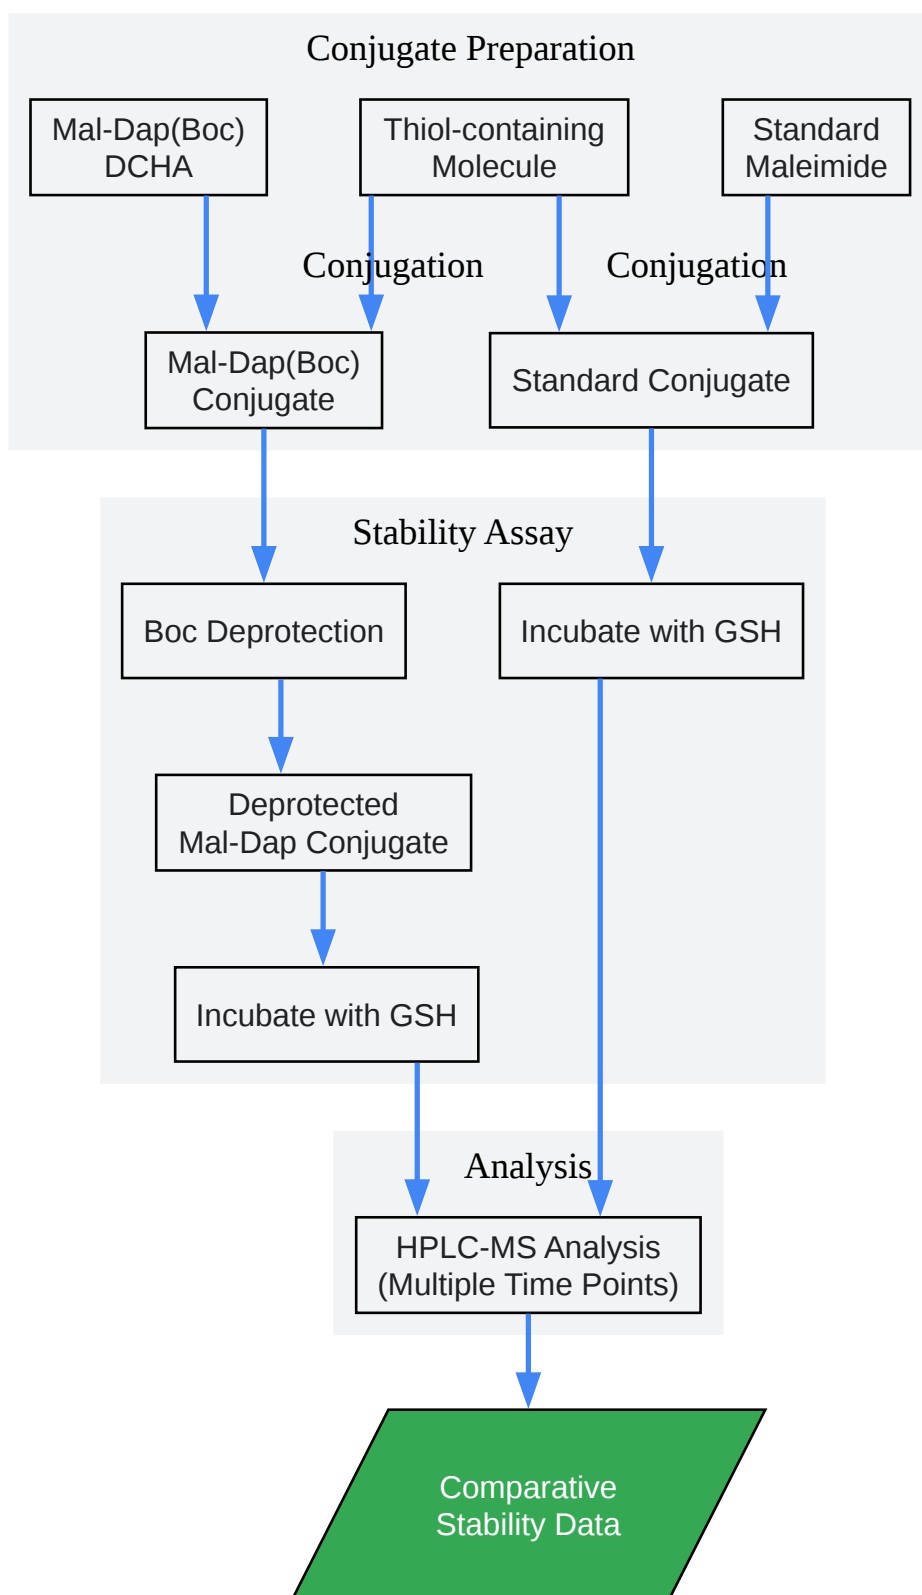 Conjugate Preparation
Mal-Dap(Boc)
DCHA
Thiol-containing
Molecule
Standard
Maleimide
Conjugation
Conjugation
Mal-Dap(Boc)
Conjugate
Standard Conjugate
Stability Assay
Boc Deprotection
Incubate with GSH
Deprotected
Mal-Dap Conjugate
Incubate with GSH
Analysis
HPLC-MS Analysis
(Multiple Time Points)
Comparative
Stability Data